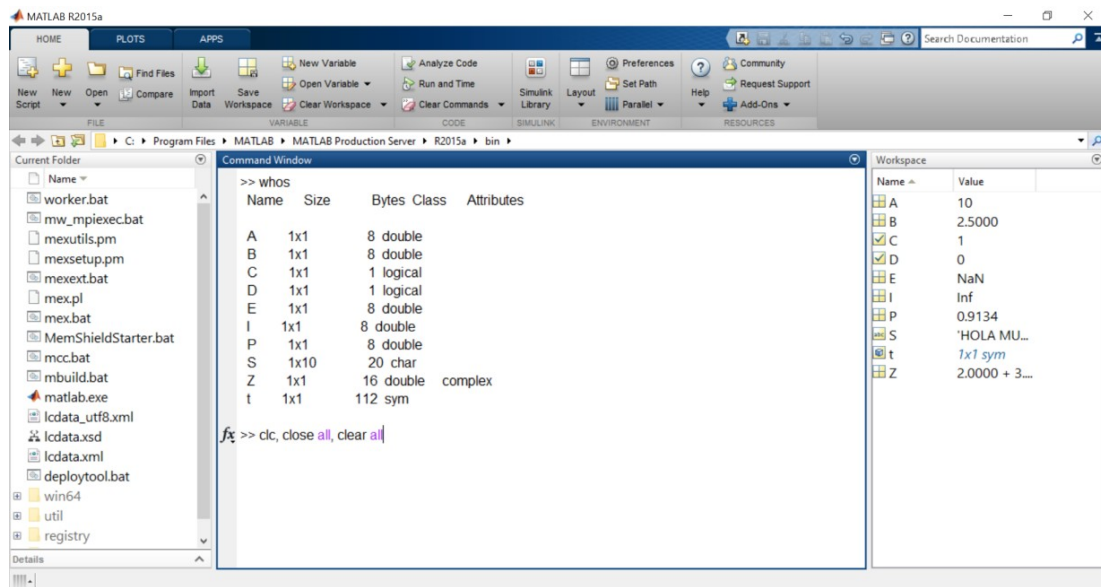 MATLAB R2015a
HOME PLOTS APPS
Search Documentation
New Script
New
Open
Find Files
Compare
Import Data
Save Workspace
New Variable
Open Variable
Clear Workspace
Analyze Code
Run and Time
Clear Commands
Simulink Library
Layout
Preferences
Set Path
Parallel
Help
Community
Request Support
Add-Ons
FILE VARIABLE CODE SIMULINK ENVIRONMENT RESOURCES
C: Program Files MATLAB MATLAB Production Server R2015a bin
Current Folder
Name
worker.bat
mw_mpiexec.bat
mexutils.pm
mexsetup.pm
mexext.bat
mex.pl
mex.bat
MemShieldStarter.bat
mcc.bat
mbuild.bat
matlab.exe
lcdata_utf8.xml
lcdata.xsd
lcdata.xml
deploytool.bat
win64
util
registry
Details
Command Window
>> whos
Name Size Bytes Class Attributes
A 1x1 8 double
B 1x1 8 double
C 1x1 1 logical
D 1x1 1 logical
E 1x1 8 double
I 1x1 8 double
P 1x1 8 double
S 1x10 20 char
Z 1x1 16 double complex
t 1x1 112 sym
fx >> clc, close all, clear all
Workspace
Name Value
A 10
B 2.5000
C 1
D 0
E NaN
I Inf
P 0.9134
S 'HOLA MU...
t 1x1 sym
Z 2.0000 + 3....